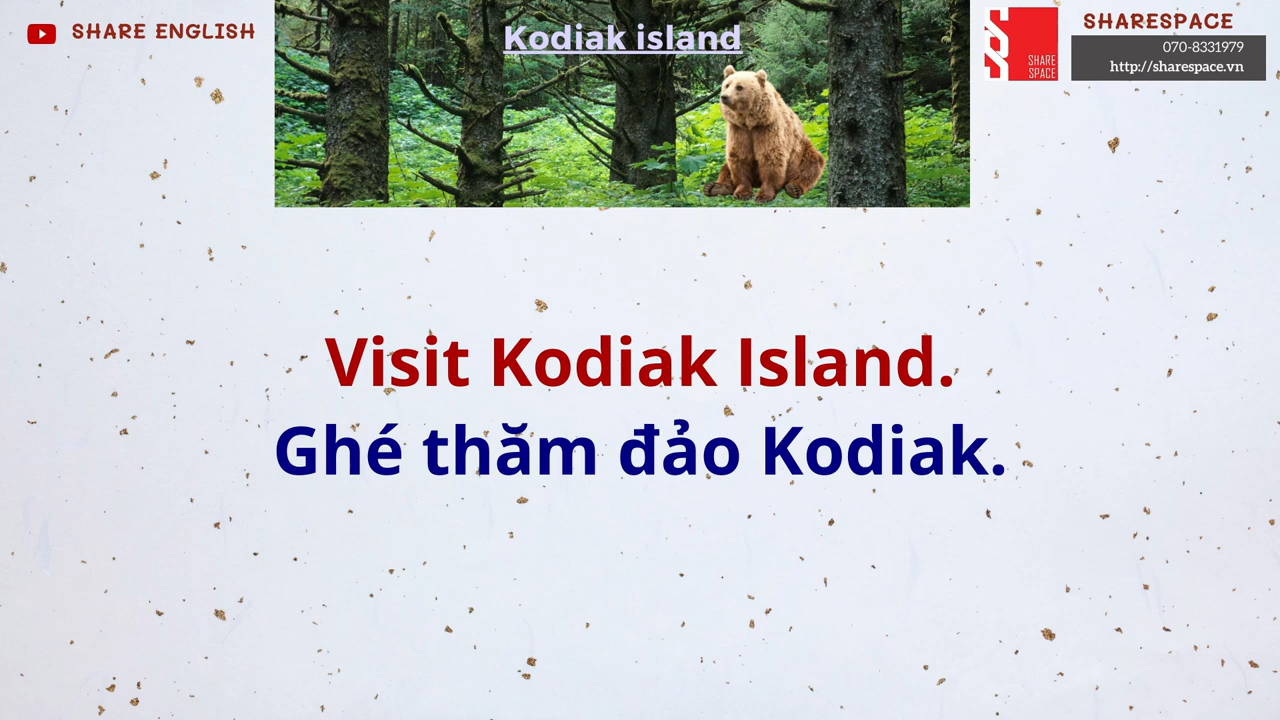 SHARE ENGLISH
Kodiak island
SHARE
SPACE
SHARESPACE
070-8331979
http://sharespace.vn
Visit Kodiak Island.
Ghé thăm đảo Kodiak.